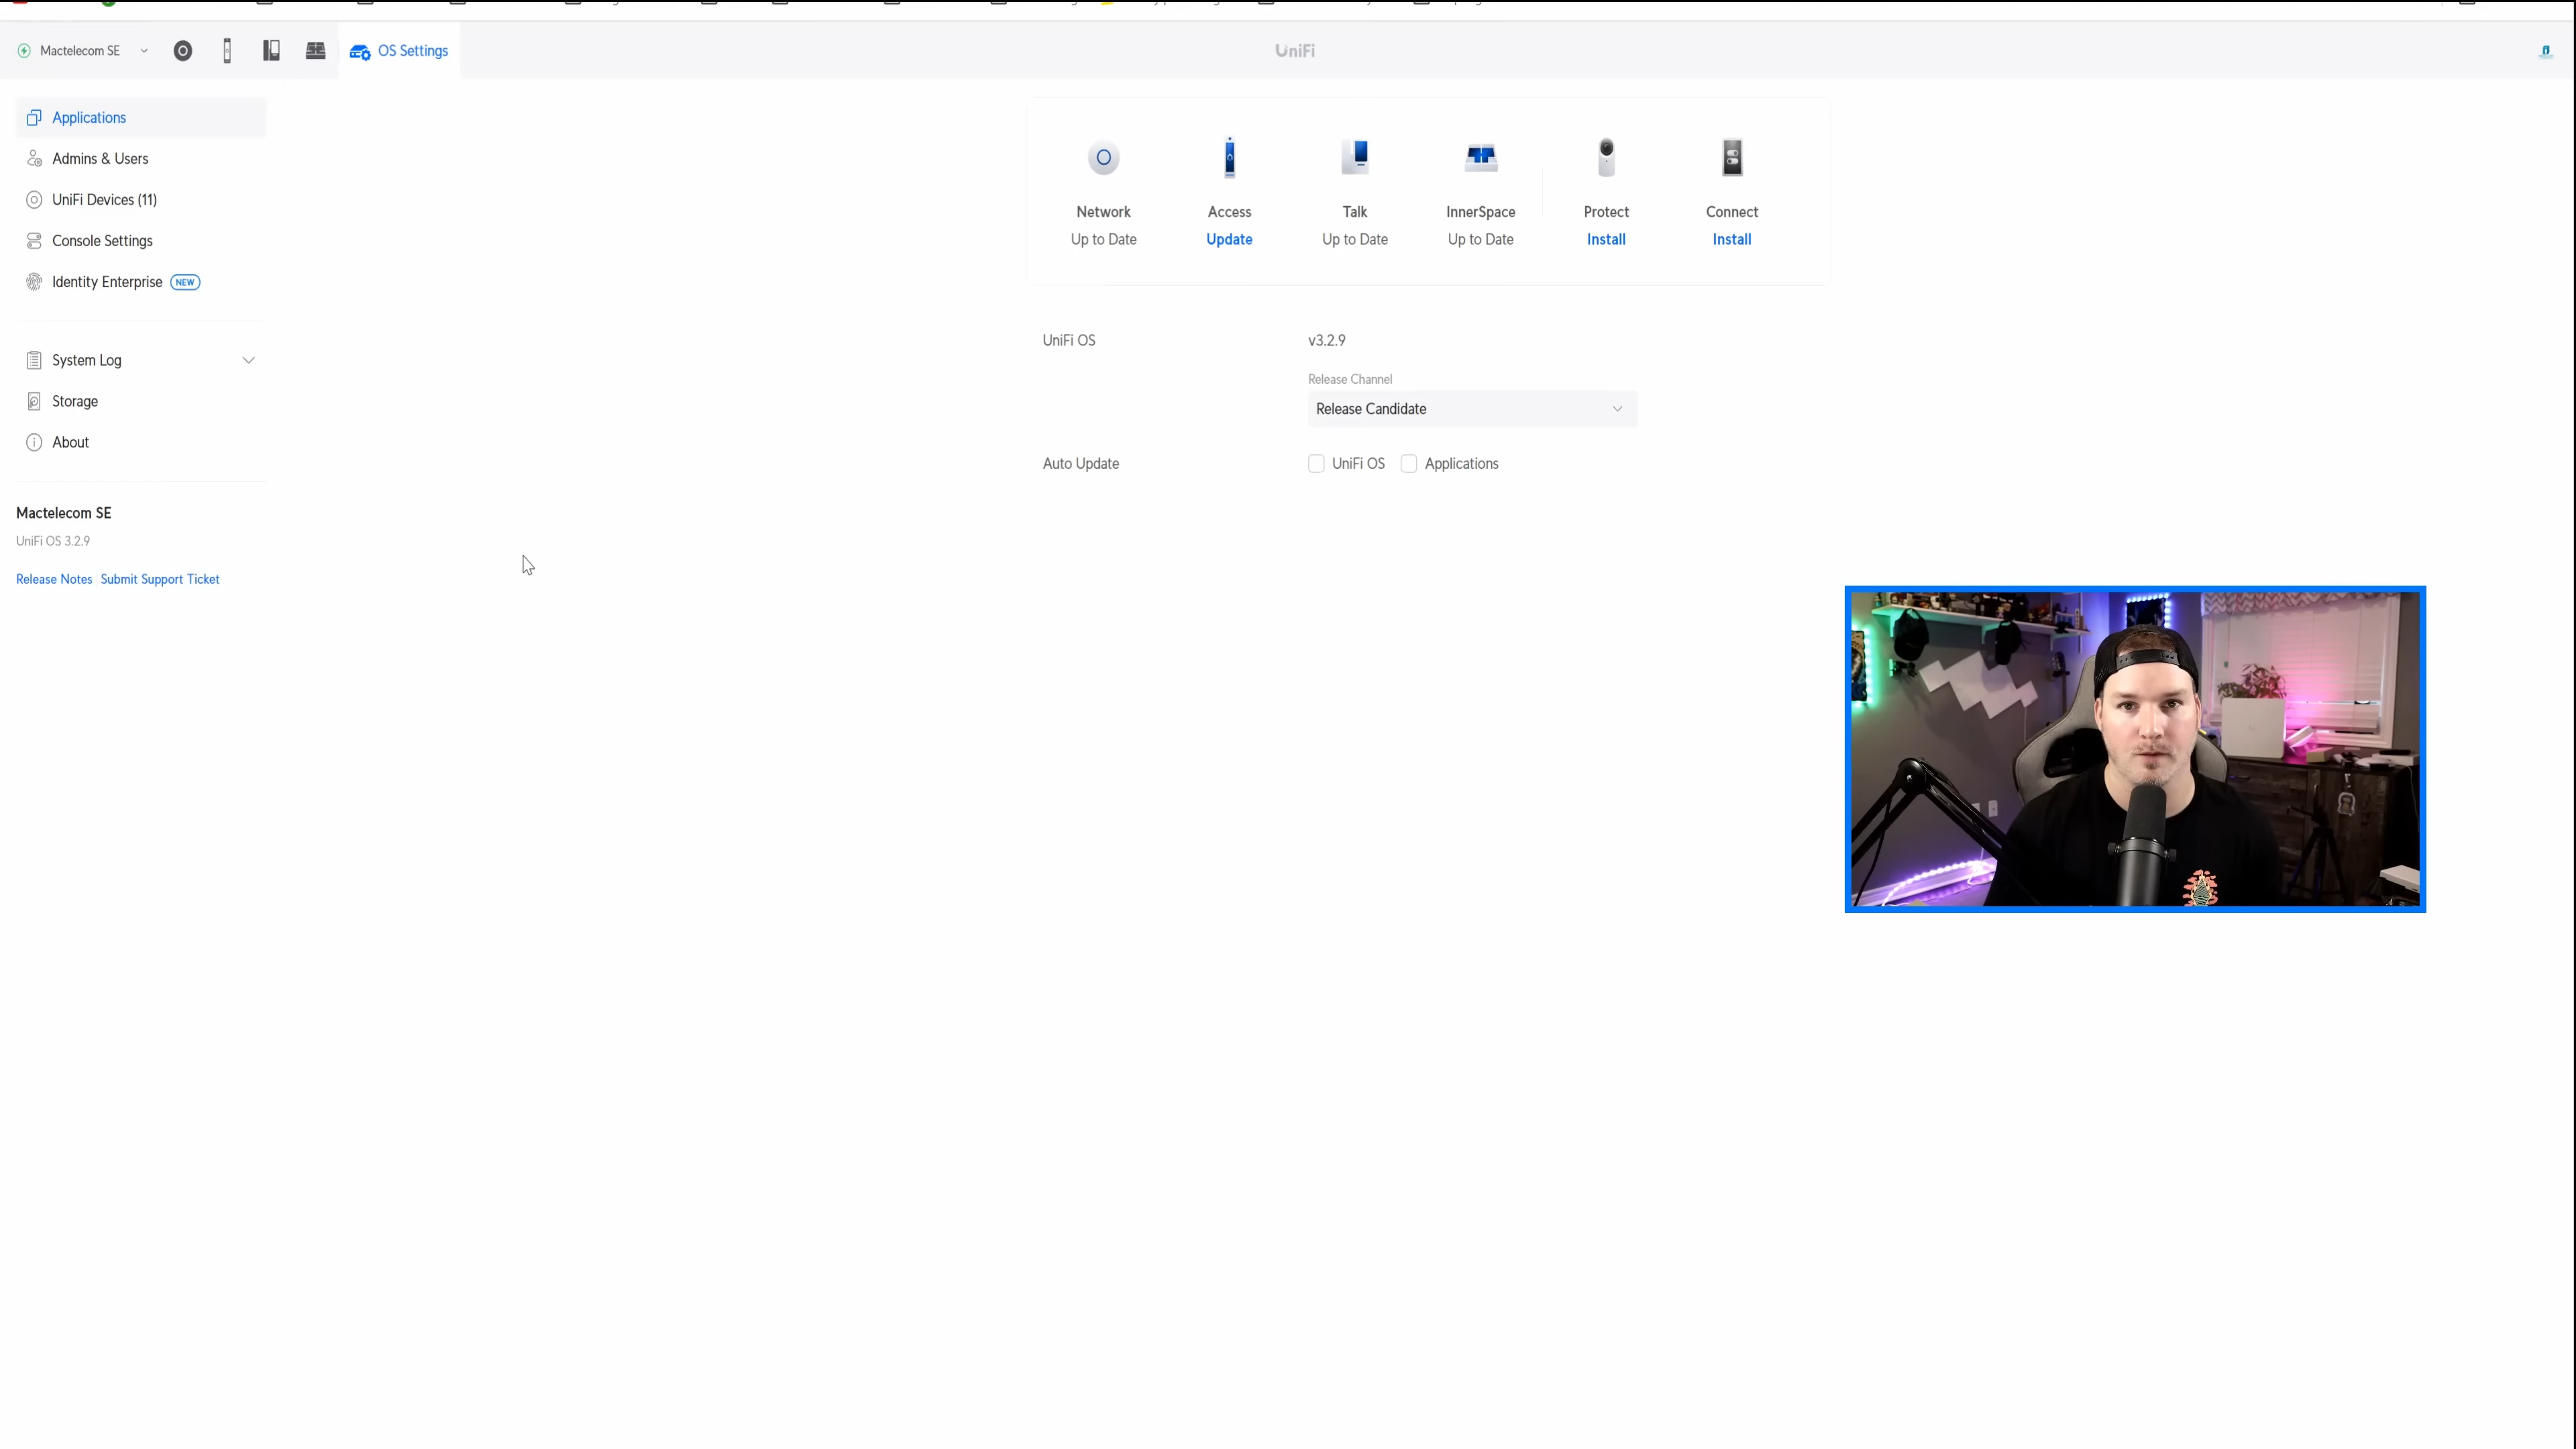 Mactelecom SE
OS Settings
UniFi
Applications
Admins & Users
UniFi Devices (11)
Console Settings
Identity Enterprise NEW
System Log
Storage
About
Mactelecom SE
UniFi OS 3.2.9
Release Notes Submit Support Ticket
Network Access Talk InnerSpace Protect Connect
Up to Date Update Up to Date Up to Date Install Install
UniFi OS v3.2.9
Release Channel
Release Candidate
Auto Update UniFi OS Applications